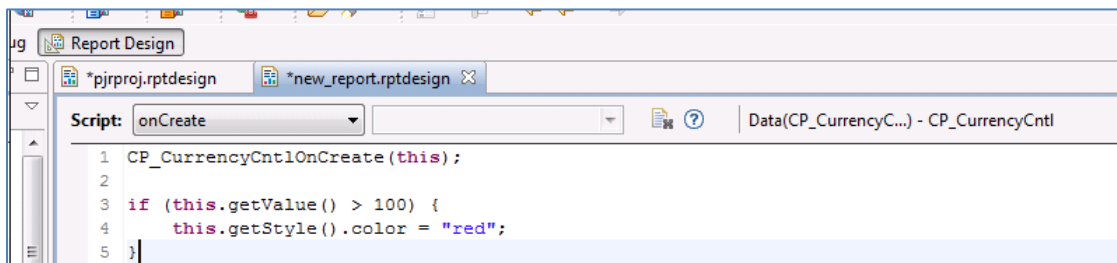 ug Report Design
*pjrproj.rptdesign *new_report.rptdesign
Script: onCreate Data(CP_CurrencyC...) - CP_CurrencyCntl
1 CP_CurrencyCntlOnCreate(this);
2
3 if (this.getValue() > 100) {
4 this.getStyle().color = "red";
5 }